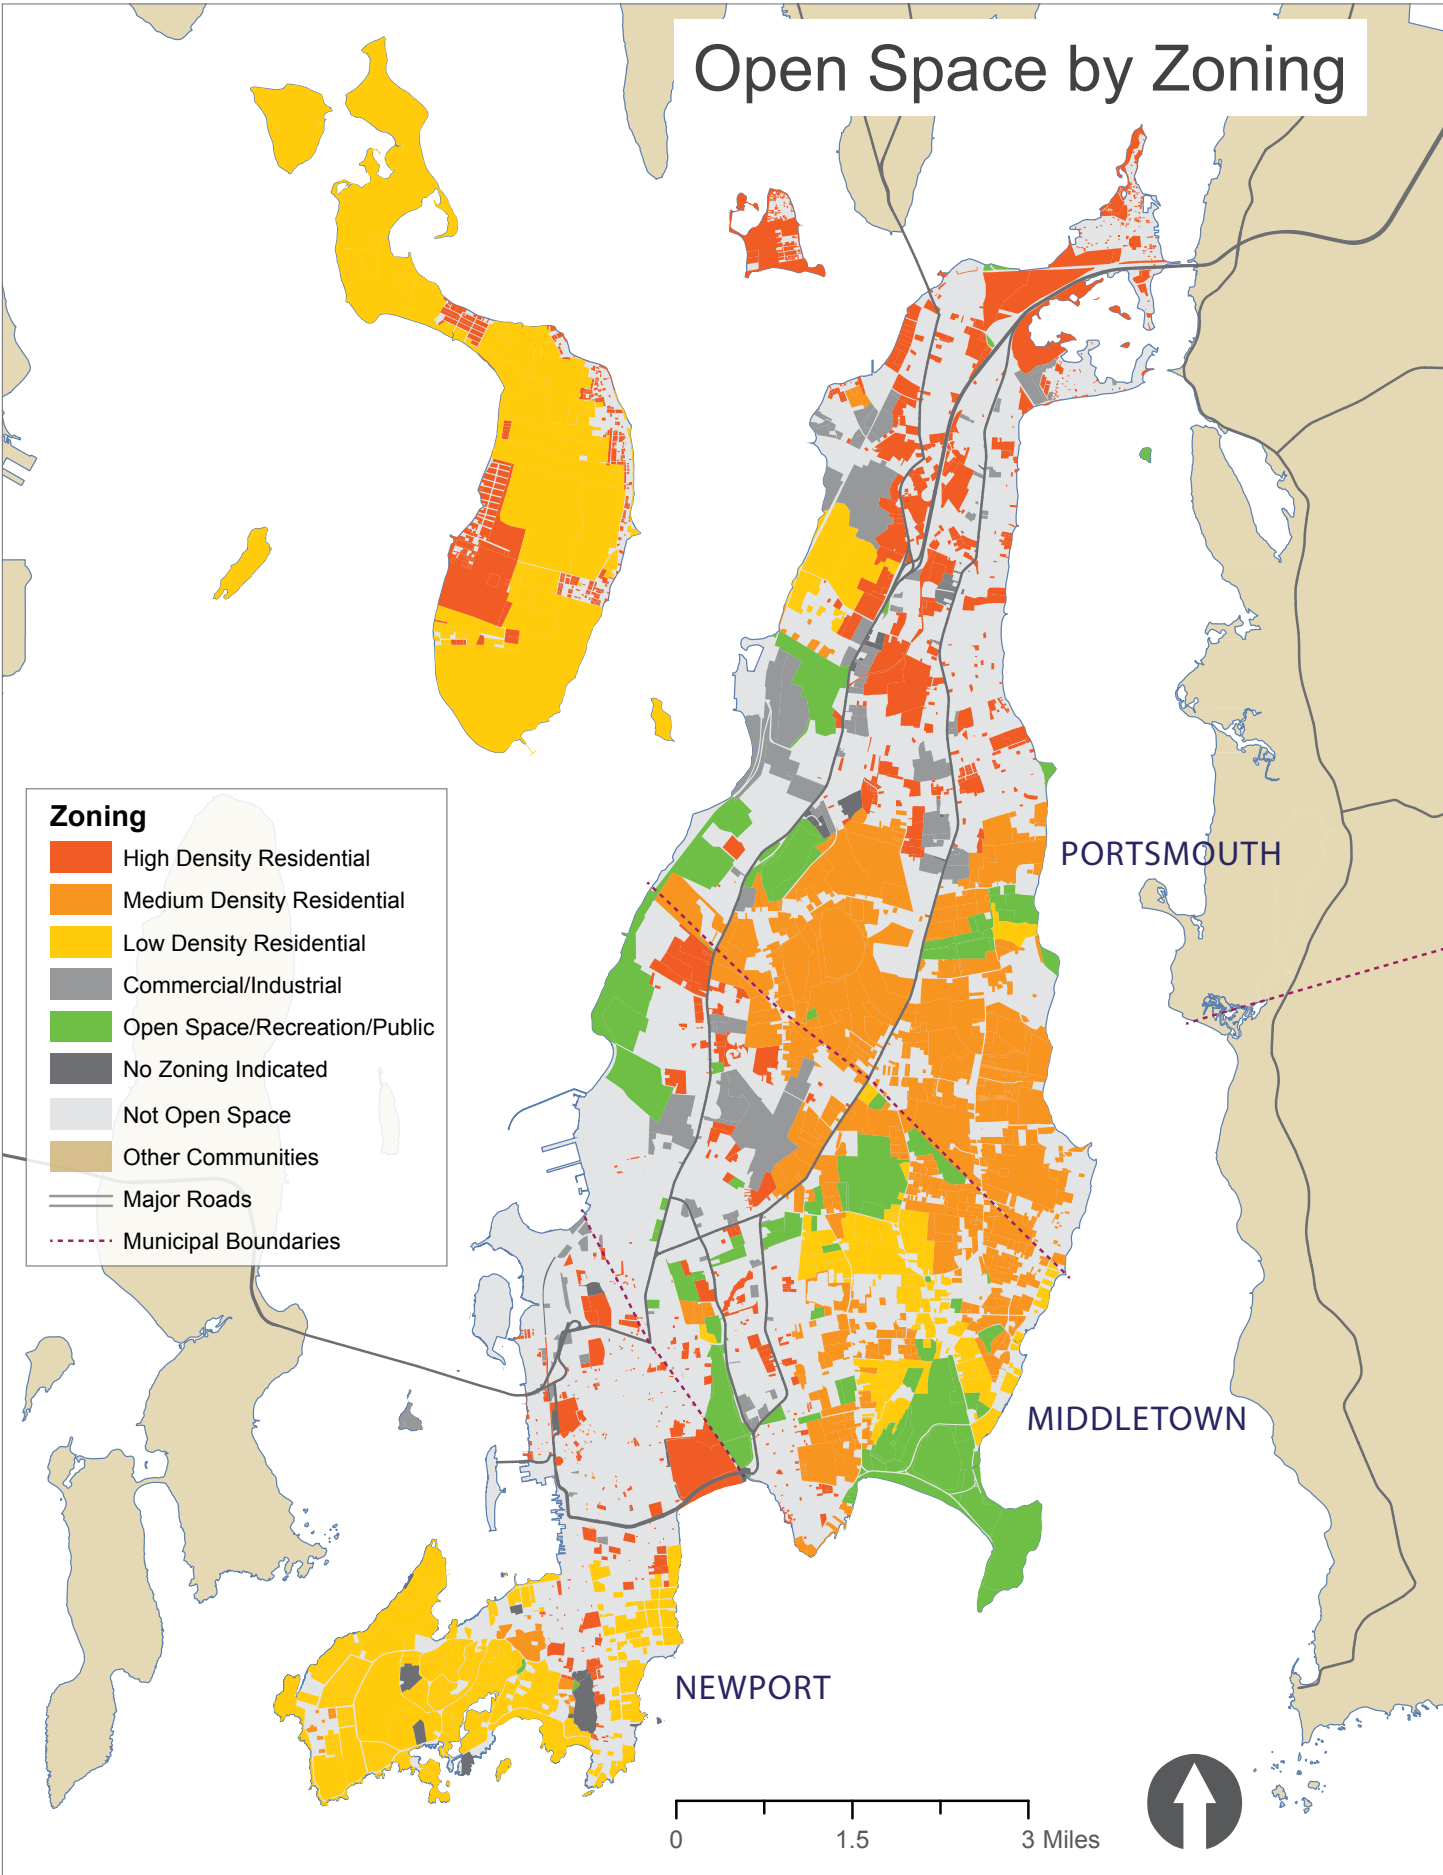 Open Space by Zoning
PORTSMOUTH
MIDDLETOWN
NEWPORT
Zoning
High Density Residential
Medium Density Residential
Low Density Residential
Commercial/Industrial
Open Space/Recreation/Public
No Zoning Indicated
Not Open Space
Other Communities
Major Roads
Municipal Boundaries
0 1.5 3 Miles